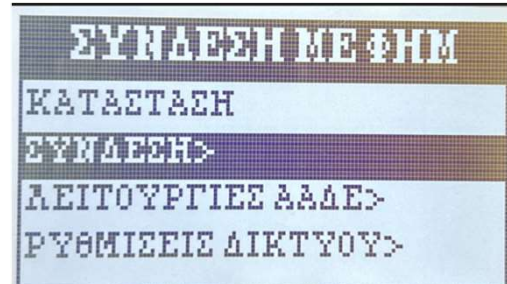 ΣΥΝΔΕΣΗ ΜΕ ΦΗΜ
ΚΑΤΑΣΤΑΣΗ
ΣΥΝΔΕΣΗ>
ΛΕΙΤΟΥΡΓΙΕΣ ΑΑΔΕ>
ΡΥΘΜΙΣΕΙΣ ΔΙΚΤΥΟΥ>